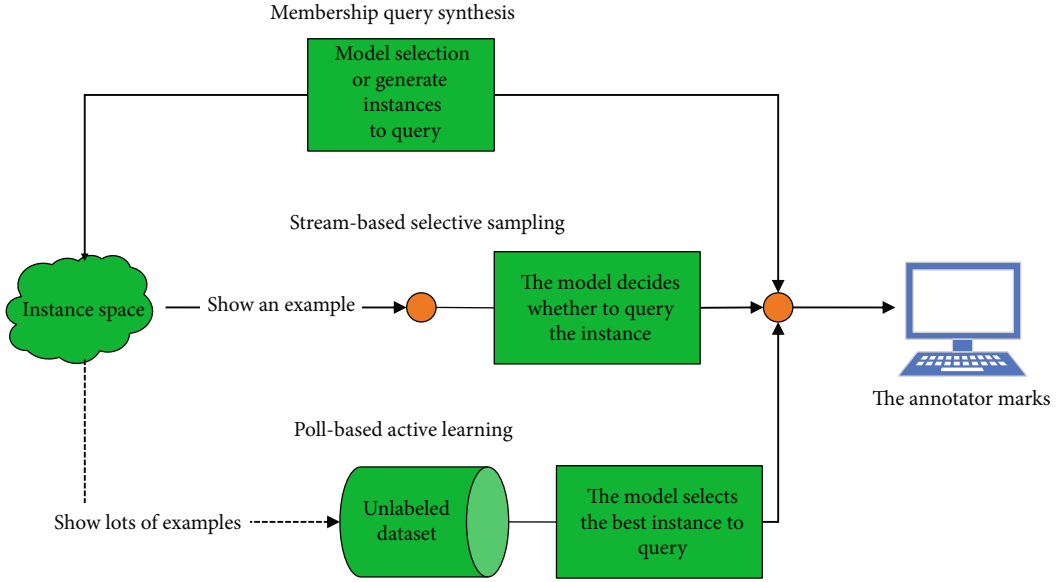 Membership query synthesis
Model selection
or generate
instances
to query
Stream-based selective sampling
Instance space
Show an example
The model decides
whether to query
the instance
The annotator marks
Poll-based active learning
Show lots of examples
Unlabeled
dataset
The model selects
the best instance to
query